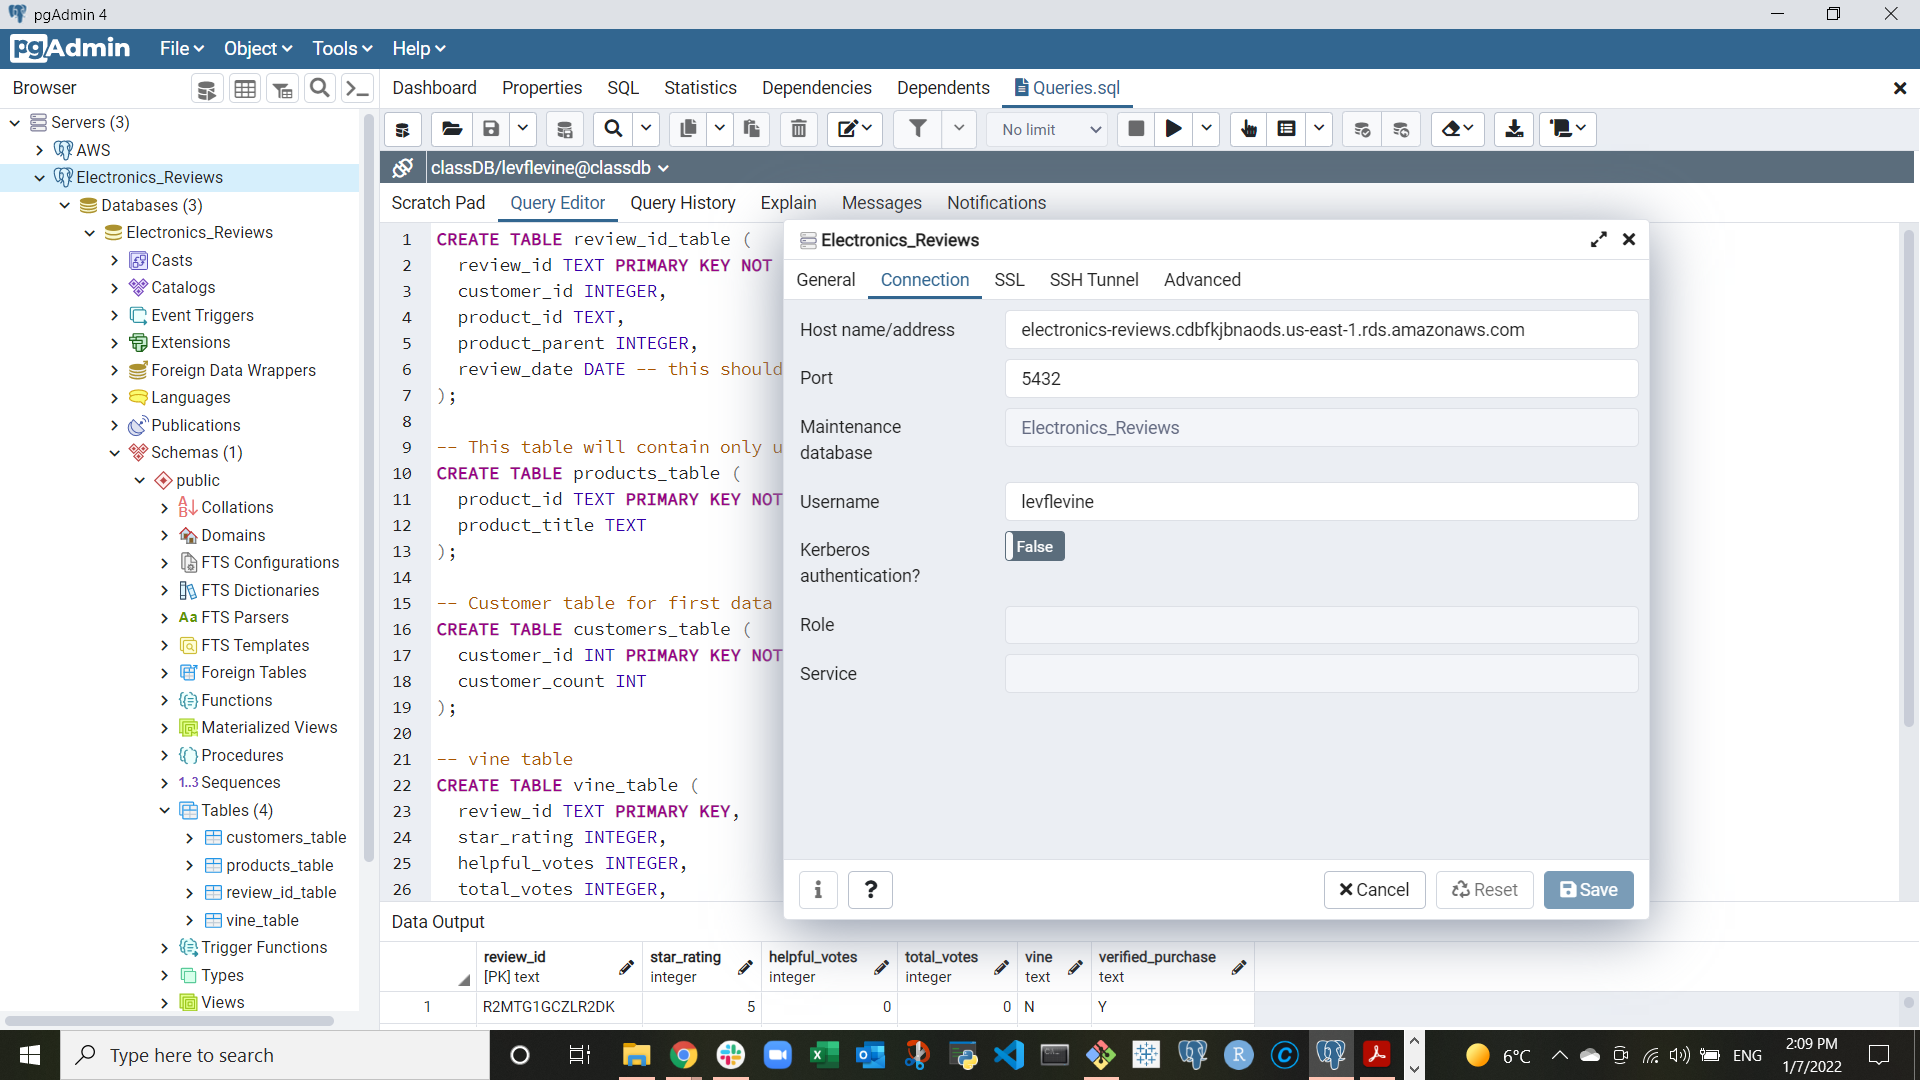 pgAdmin 4
pgAdmin File Object Tools Help
Browser
Dashboard Properties SQL Statistics Dependencies Dependents Queries.sql
Servers (3)
AWS
Electronics_Reviews
Databases (3)
Electronics_Reviews
Casts
Catalogs
Event Triggers
Extensions
Foreign Data Wrappers
Languages
Publications
Schemas (1)
public
Collations
Domains
FTS Configurations
FTS Dictionaries
Aa FTS Parsers
FTS Templates
Foreign Tables
Functions
Materialized Views
Procedures
1..3 Sequences
Tables (4)
customers_table
products_table
review_id_table
vine_table
Trigger Functions
Types
Views
No limit
classDB/levflevine@classdb
Scratch Pad Query Editor Query History Explain Messages Notifications
1 CREATE TABLE review_id_table (
2 review_id TEXT PRIMARY KEY NOT
3 customer_id INTEGER,
4 product_id TEXT,
5 product_parent INTEGER,
6 review_date DATE -- this should
7 );
8
9 -- This table will contain only u
10 CREATE TABLE products_table (
11 product_id TEXT PRIMARY KEY NOT
12 product_title TEXT
13 );
14
15 -- Customer table for first data
16 CREATE TABLE customers_table (
17 customer_id INT PRIMARY KEY NOT
18 customer_count INT
19 );
20
21 -- vine table
22 CREATE TABLE vine_table (
23 review_id TEXT PRIMARY KEY,
24 star_rating INTEGER,
25 helpful_votes INTEGER,
26 total_votes INTEGER,
Electronics_Reviews
General Connection SSL SSH Tunnel Advanced
Host name/address electronics-reviews.cdbfkjbnaods.us-east-1.rds.amazonaws.com
Port 5432
Maintenance database Electronics_Reviews
Username levflevine
Kerberos authentication? False
Role
Service
i ? Cancel Reset Save
Data Output
review_id [PK] text
star_rating integer
helpful_votes integer
total_votes integer
vine text
verified_purchase text
1 R2MTG1GCZLR2DK 5 0 0 N Y
Type here to search
6°C ENG
2:09 PM
1/7/2022